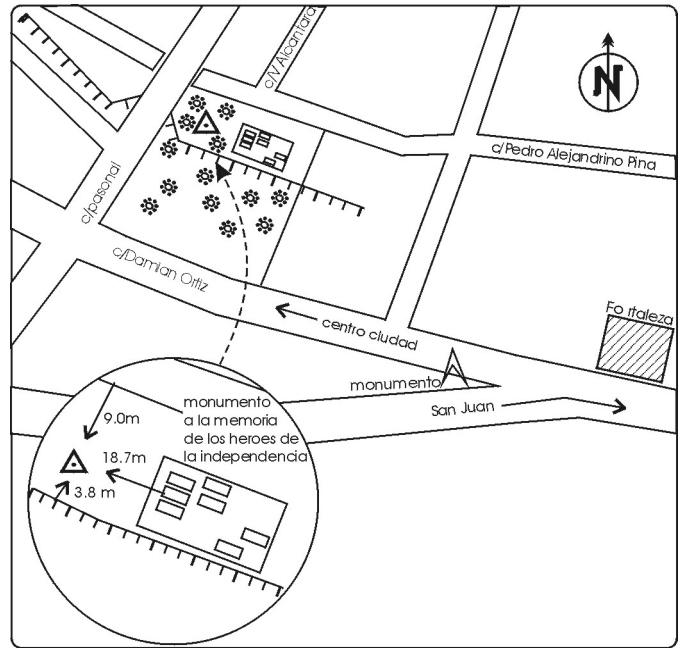 c/V Alcantara
N
c/Pedro Alejandrino Pina
c/pasonal
c/Damian Ortiz
Fo rtaleza
centro ciudad
monumento
San Juan
monumento
a la memoria
de los heroes de
la independencia
9.0m
18.7m
3.8 m